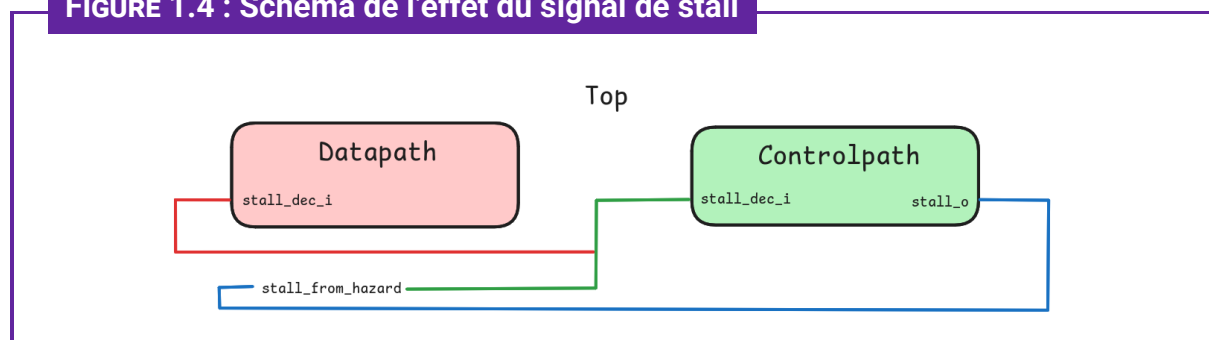 FIGURE 1.4 : Schéma de l'effet du signal de stall
Top
Datapath
Controlpath
stall_dec_i
stall_dec_i
stall_o
stall_from_hazard